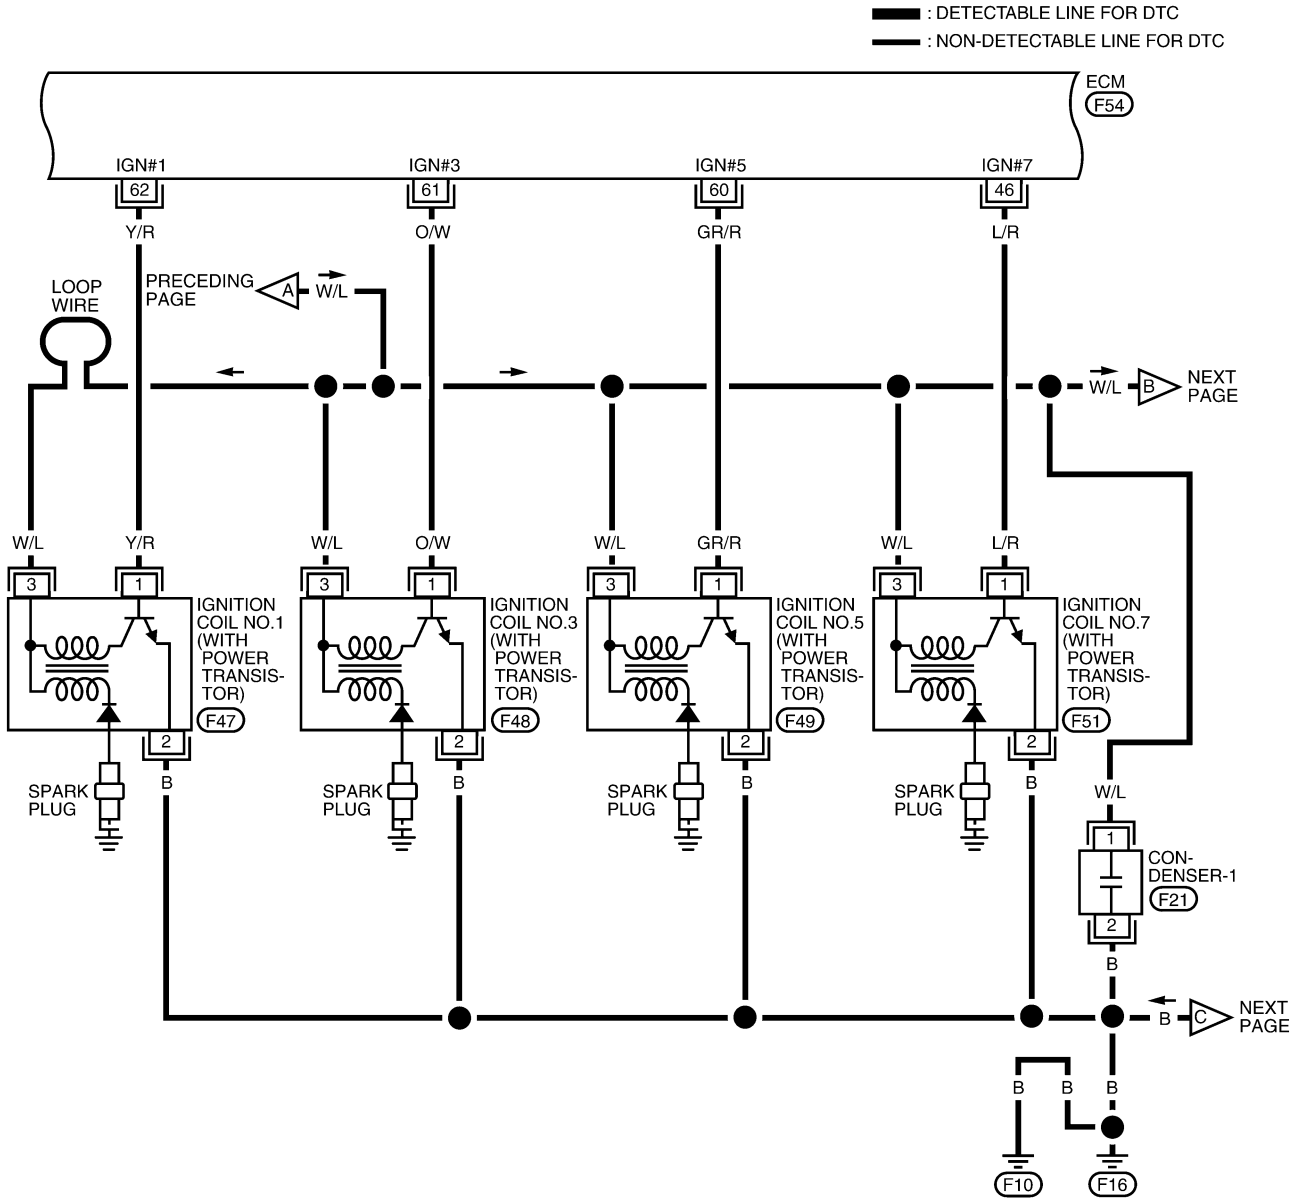 : DETECTABLE LINE FOR DTC
: NON-DETECTABLE LINE FOR DTC
ECM
F54
IGN#1
IGN#3
IGN#5
IGN#7
62
61
60
46
Y/R
O/W
GR/R
L/R
LOOP
WIRE
PRECEDING
PAGE
A
W/L
W/L
B
NEXT
PAGE
W/L
Y/R
W/L
O/W
W/L
GR/R
W/L
L/R
3
1
3
1
3
1
3
1
IGNITION
COIL NO.1
(WITH
POWER
TRANSIS-
TOR)
F47
IGNITION
COIL NO.3
(WITH
POWER
TRANSIS-
TOR)
F48
IGNITION
COIL NO.5
(WITH
POWER
TRANSIS-
TOR)
F49
IGNITION
COIL NO.7
(WITH
POWER
TRANSIS-
TOR)
F51
2
2
2
2
B
B
B
B
SPARK
PLUG
SPARK
PLUG
SPARK
PLUG
SPARK
PLUG
W/L
1
CON-
DENSER-1
F21
2
B
B
C
NEXT
PAGE
B
B
B
F10
F16